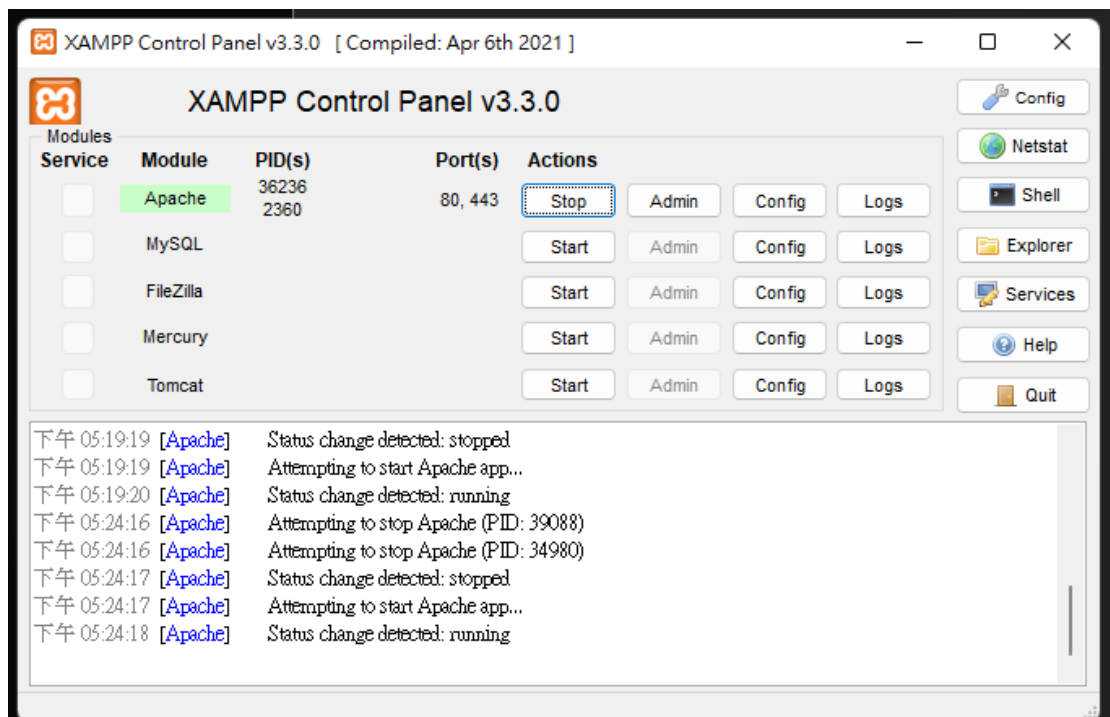 XAMPP Control Panel v3.3.0 [ Compiled: Apr 6th 2021 ]
XAMPP Control Panel v3.3.0
Config
Modules
Netstat
Service Module PID(s) Port(s) Actions
Apache 36236 2360 80, 443 Stop Admin Config Logs
Shell
MySQL Start Admin Config Logs
Explorer
FileZilla Start Admin Config Logs
Services
Mercury Start Admin Config Logs
Help
Tomcat Start Admin Config Logs
Quit
下午 05:19:19 [Apache] Status change detected: stopped
下午 05:19:19 [Apache] Attempting to start Apache app...
下午 05:19:20 [Apache] Status change detected: running
下午 05:24:16 [Apache] Attempting to stop Apache (PID: 39088)
下午 05:24:16 [Apache] Attempting to stop Apache (PID: 34980)
下午 05:24:17 [Apache] Status change detected: stopped
下午 05:24:17 [Apache] Attempting to start Apache app...
下午 05:24:18 [Apache] Status change detected: running